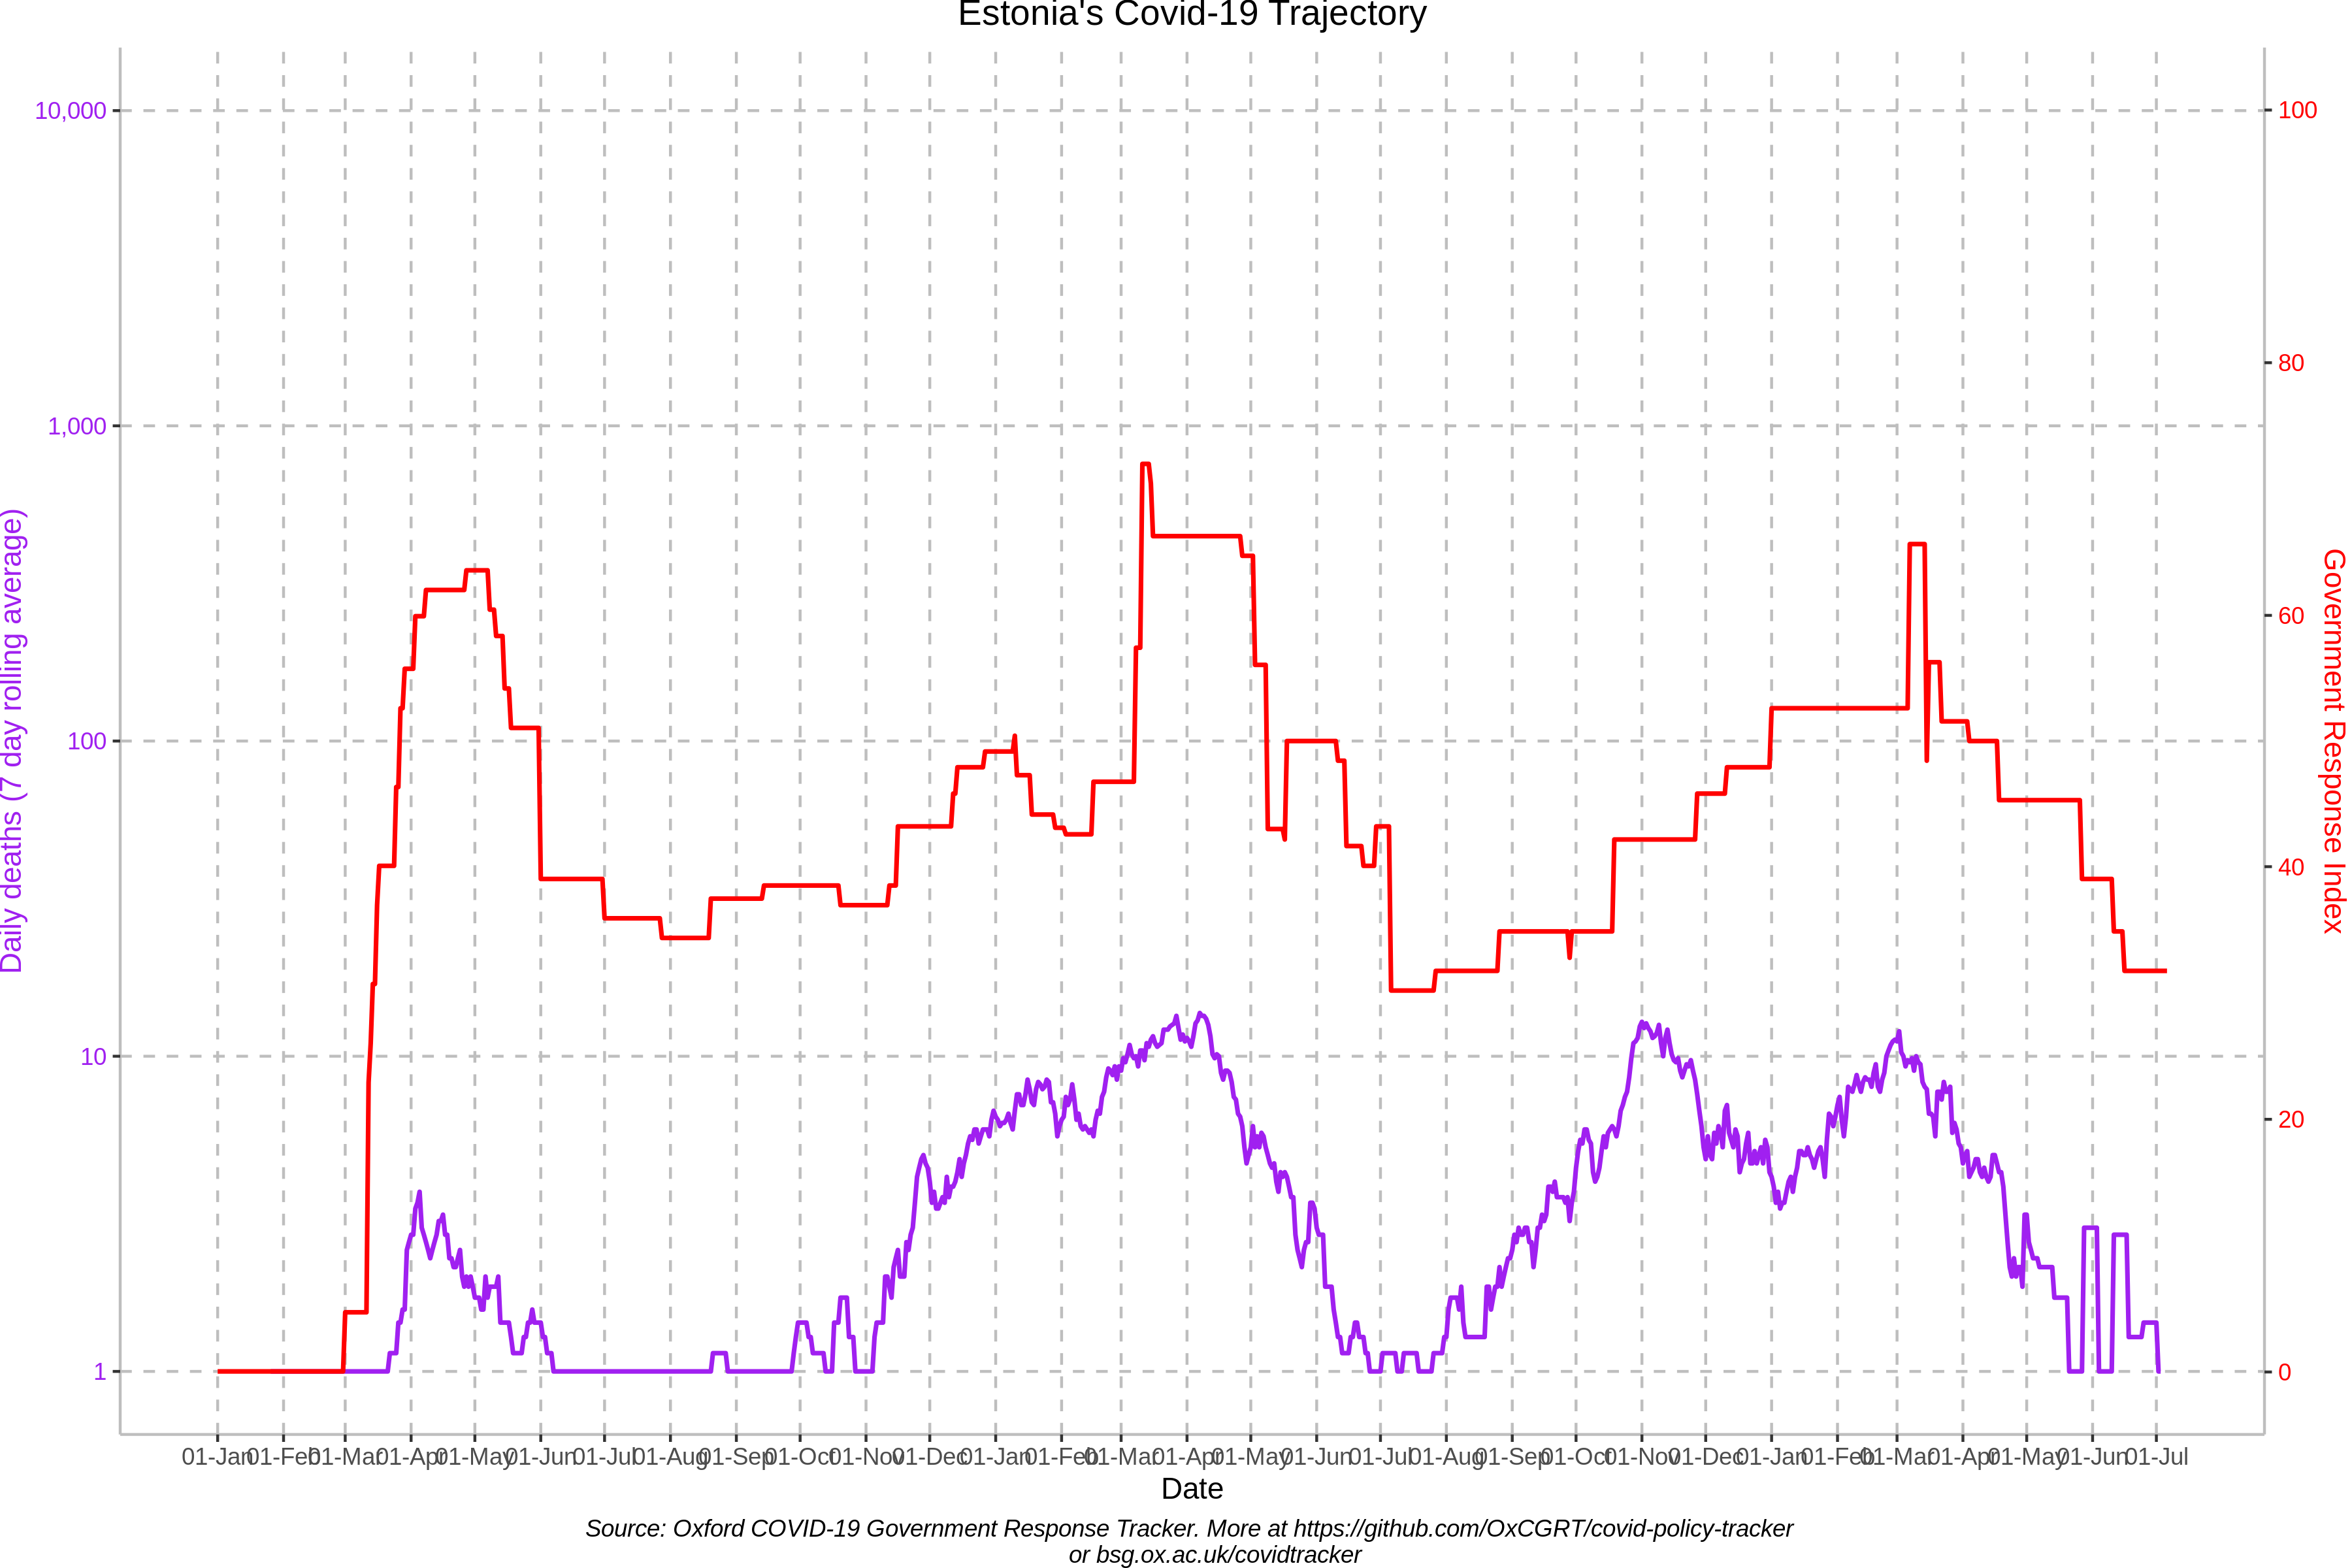 Estonia's Covid-19 Trajectory
10,000
1,000
100
10
1
Daily deaths (7 day rolling average)
100
80
60
40
20
0
Government Response Index
01-Jan 01-Feb 01-Mar 01-Apr 01-May 01-Jun 01-Jul 01-Aug 01-Sep 01-Oct 01-Nov 01-Dec 01-Jan 01-Feb 01-Mar 01-Apr 01-May 01-Jun 01-Jul 01-Aug 01-Sep 01-Oct 01-Nov 01-Dec 01-Jan 01-Feb 01-Mar 01-Apr 01-May 01-Jun 01-Jul
Date
Source: Oxford COVID-19 Government Response Tracker. More at https://github.com/OxCGRT/covid-policy-tracker
or bsg.ox.ac.uk/covidtracker